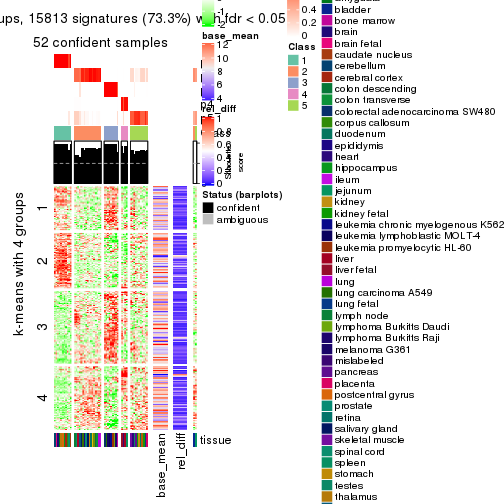 ups, 15813 signatures (73.3%) with fdr < 0.05
52 confident samples
k-means with 4 groups
1
2
3
4
base_mean
rel_diff
tissue
-2
base_mean
12
10
8
6
4
rel_diff
1
0.8
0.6
0.4
0.2
0
Silhouette
score
Status (barplots)
confident
ambiguous
0.4
0.2
0
Class
1
2
3
4
5
bladder
bone marrow
brain
brain fetal
caudate nucleus
cerebellum
cerebral cortex
colon descending
colon transverse
colorectal adenocarcinoma SW480
corpus callosum
duodenum
epididymis
heart
hippocampus
ileum
jejunum
kidney
kidney fetal
leukemia chronic myelogenous K562
leukemia lymphoblastic MOLT-4
leukemia promyelocytic HL-60
liver
liver fetal
lung
lung carcinoma A549
lung fetal
lymph node
lymphoma Burkitts Daudi
lymphoma Burkitts Raji
melanoma G361
mislabeled
pancreas
placenta
postcentral gyrus
prostate
retina
salivary gland
skeletal muscle
spinal cord
spleen
stomach
testes
thalamus